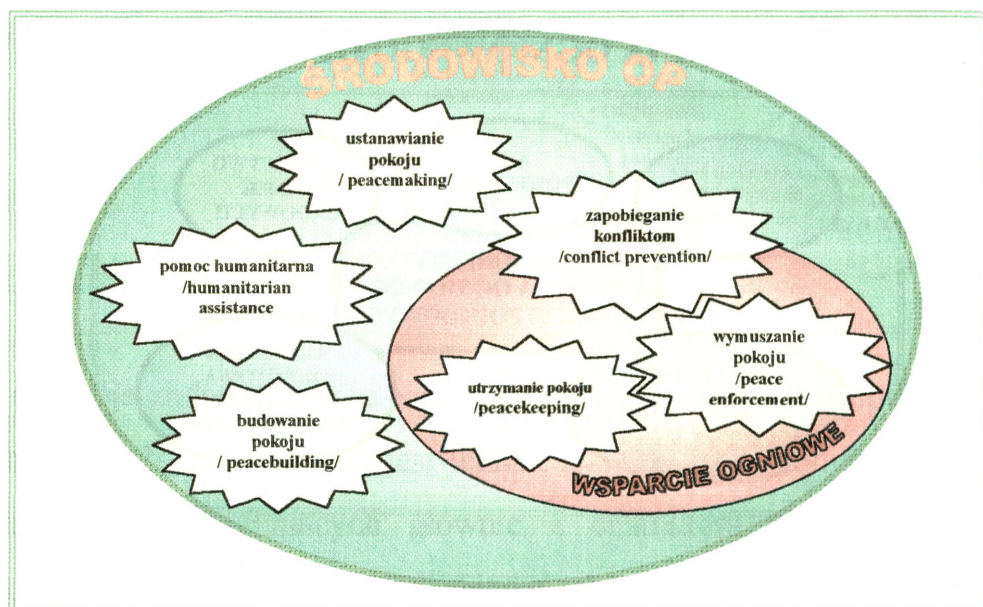 ŚRODOWISKO OP
ustanawianie
pokoju
/ peacemaking/
zapobieganie
konfliktom
/conflict prevention/
pomoc humanitarna
/humanitarian
assistance
wymuszanie
pokoju
/peace
enforcement/
utrzymanie pokoju
/peacekeeping/
budowanie
pokoju
/ peacebuilding/
WSPARCIE OGNIOWE